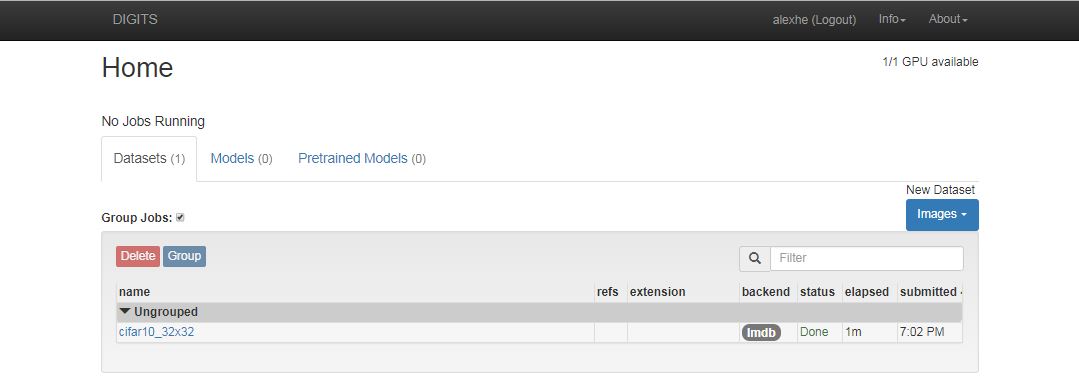 DIGITS alexhe (Logout) Info About
Home 1/1 GPU available
No Jobs Running
Datasets (1) Models (0) Pretrained Models (0)
New Dataset
Group Jobs: Images
Delete Group Filter
name refs extension backend status elapsed submitted
Ungrouped
cifar10_32x32 lmdb Done 1m 7:02 PM